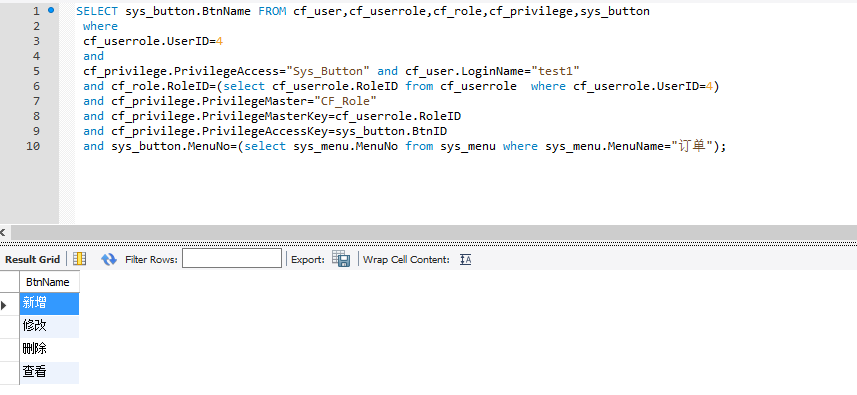 1 SELECT sys_button.BtnName FROM cf_user,cf_userrole,cf_role,cf_privilege,sys_button
2 where
3 cf_userrole.UserID=4
4 and
5 cf_privilege.PrivilegeAccess="Sys_Button" and cf_user.LoginName="test1"
6 and cf_role.RoleID=(select cf_userrole.RoleID from cf_userrole  where cf_userrole.UserID=4)
7 and cf_privilege.PrivilegeMaster="CF_Role"
8 and cf_privilege.PrivilegeMasterKey=cf_userrole.RoleID
9 and cf_privilege.PrivilegeAccessKey=sys_button.BtnID
10 and sys_button.MenuNo=(select sys_menu.MenuNo from sys_menu where sys_menu.MenuName="订单");
Result Grid Filter Rows: Export: Wrap Cell Content: IA
BtnName
新增
修改
删除
查看